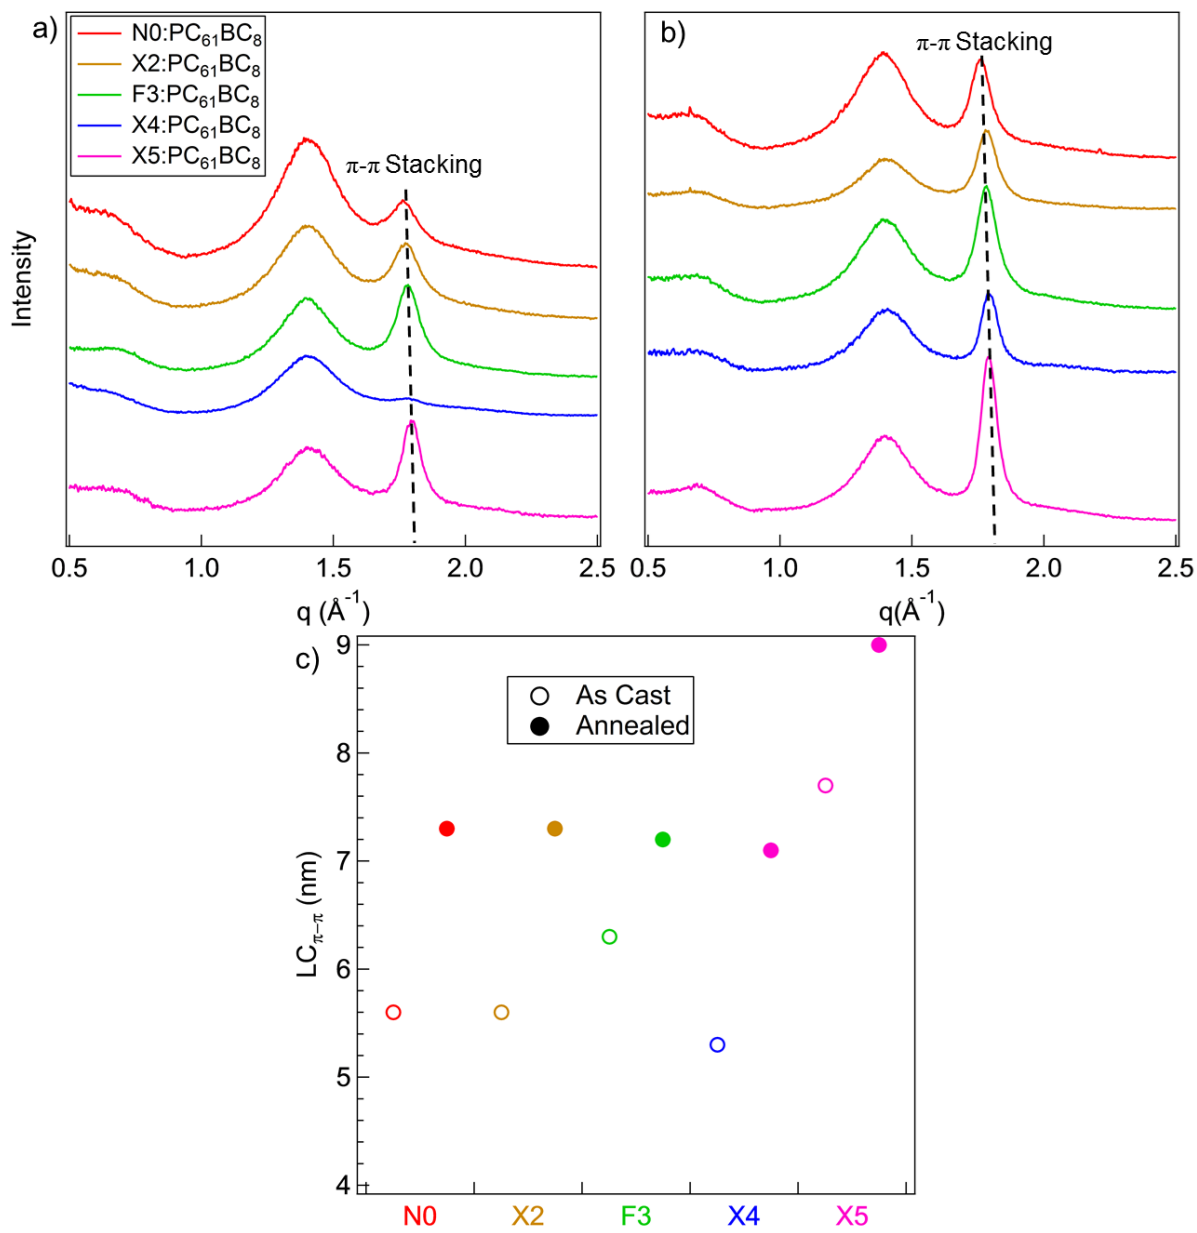 a)
N0:PC61BC8
X2:PC61BC8
F3:PC61BC8
X4:PC61BC8
X5:PC61BC8
π-π Stacking
Intensity
0.5 1.0 1.5 2.0 2.5
q (Å-1)
b)
π-π Stacking
0.5 1.0 1.5 2.0 2.5
q(Å-1)
c)
As Cast
Annealed
9
8
7
6
5
4
LCπ–π (nm)
N0 X2 F3 X4 X5